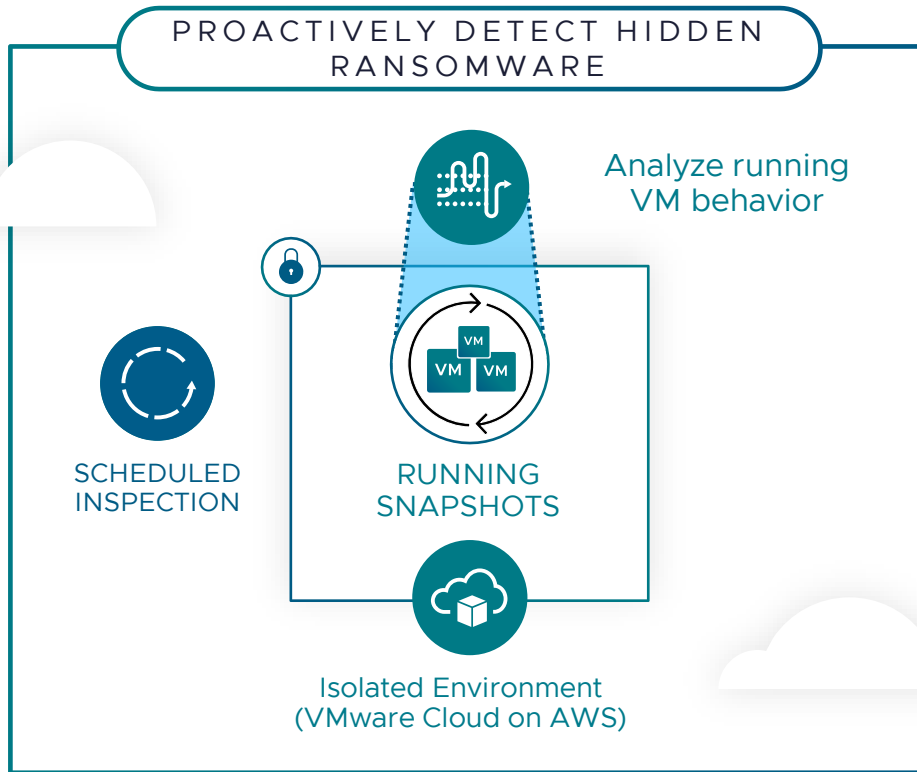 PROACTIVELY DETECT HIDDEN
RANSOMWARE
Analyze running
VM behavior
VM
VM
VM
SCHEDULED
INSPECTION
RUNNING
SNAPSHOTS
Isolated Environment
(VMware Cloud on AWS)